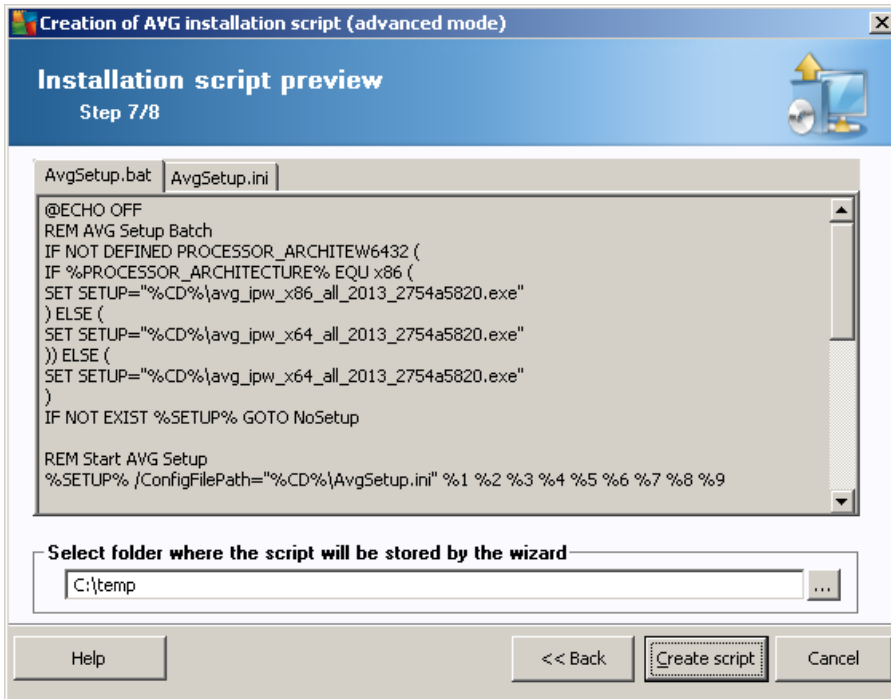 Creation of AVG installation script (advanced mode)
Installation script preview
Step 7/8
AvgSetup.bat AvgSetup.ini
@ECHO OFF
REM AVG Setup Batch
IF NOT DEFINED PROCESSOR_ARCHITEW6432 (
IF %PROCESSOR_ARCHITECTURE% EQU x86 (
SET SETUP="%CD%\avg_ipw_x86_all_2013_2754a5820.exe"
) ELSE (
SET SETUP="%CD%\avg_ipw_x64_all_2013_2754a5820.exe"
)) ELSE (
SET SETUP="%CD%\avg_ipw_x64_all_2013_2754a5820.exe"
)
IF NOT EXIST %SETUP% GOTO NoSetup
REM Start AVG Setup
%SETUP% /ConfigFilePath="%CD%\AvgSetup.ini" %1 %2 %3 %4 %5 %6 %7 %8 %9
Select folder where the script will be stored by the wizard
C:\temp
...
Help << Back Create script Cancel